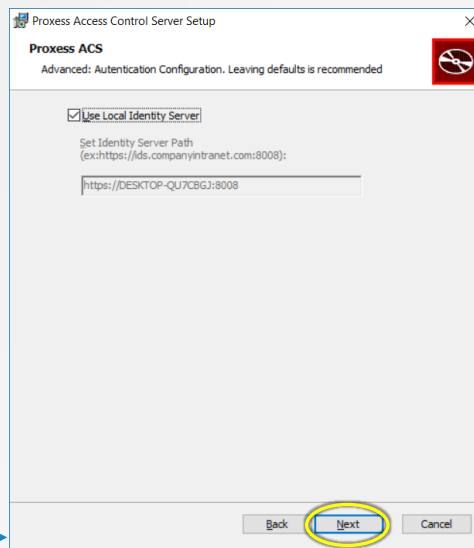 Proxess Access Control Server Setup
Proxess ACS
Advanced: Autentication Configuration. Leaving defaults is recommended
Use Local Identity Server
Set Identity Server Path
(ex:https://ids.companyintranet.com:8008):
https://DESKTOP-QU7CBGJ:8008
Back Next Cancel